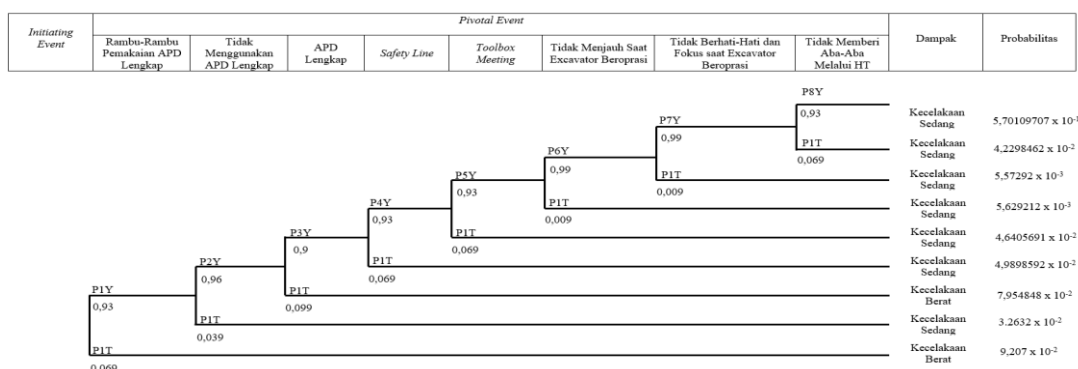 Initiating Event
Pivotal Event
Rambu-Rambu Pemakaian APD Lengkap
Tidak Menggunakan APD Lengkap
APD Lengkap
Safety Line
Toolbox Meeting
Tidak Menjauh Saat Excavator Beroprasi
Tidak Berhati-Hati dan Fokus saat Excavator Beroprasi
Tidak Memberi Aba-Aba Melalui HT
Dampak
Probabilitas
P8Y
0,93
Kecelakaan Sedang
5,70109707 x 10
P7Y
0,99
P1T
0,069
Kecelakaan Sedang
4,2298462 x 10-2
P6Y
0,99
P1T
0,009
Kecelakaan Sedang
5,57292 x 10-3
P5Y
0,93
P1T
0,009
Kecelakaan Sedang
5,629212 x 10-3
P4Y
0,93
P1T
0,069
Kecelakaan Sedang
4,6405691 x 10-2
P3Y
0,9
P1T
0,069
Kecelakaan Sedang
4,9898592 x 10-2
P2Y
0,96
P1T
0,099
Kecelakaan Berat
7,954848 x 10-2
P1Y
0,93
P1T
0,039
Kecelakaan Sedang
3.2632 x 10-2
P1T
0,069
Kecelakaan Berat
9,207 x 10-2